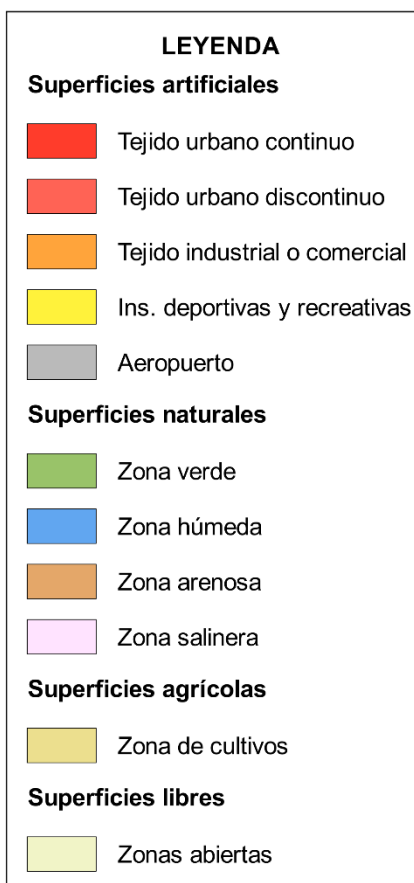 LEYENDA
Superficies artificiales
Tejido urbano continuo
Tejido urbano discontinuo
Tejido industrial o comercial
Ins. deportivas y recreativas
Aeropuerto
Superficies naturales
Zona verde
Zona húmeda
Zona arenosa
Zona salinera
Superficies agrícolas
Zona de cultivos
Superficies libres
Zonas abiertas